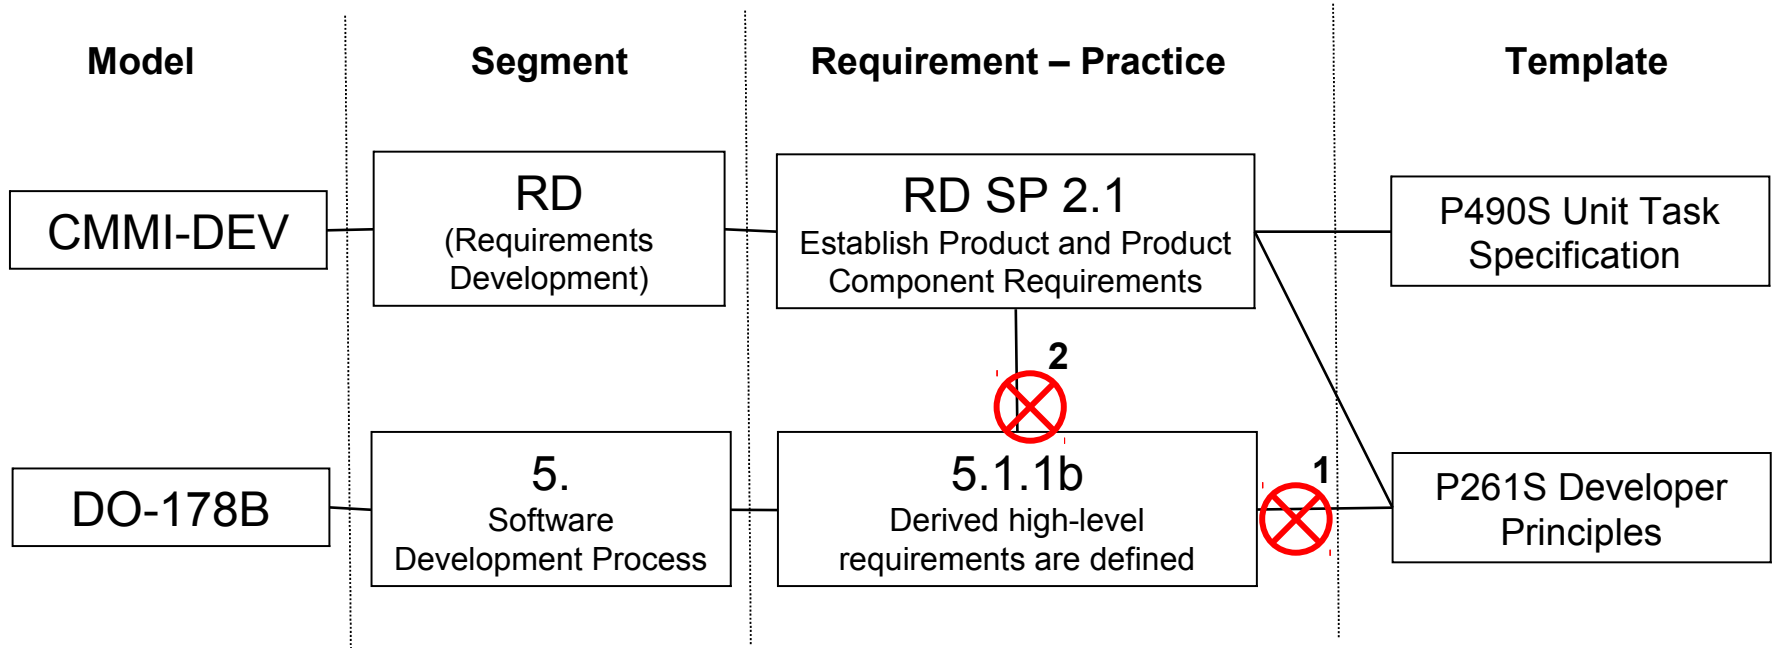 Model
Segment
Requirement – Practice
Template
CMMI-DEV
RD
(Requirements
Development)
RD SP 2.1
Establish Product and Product
Component Requirements
P490S Unit Task
Specification
2
DO-178B
5.
Software
Development Process
5.1.1b
Derived high-level
requirements are defined
1
P261S Developer
Principles